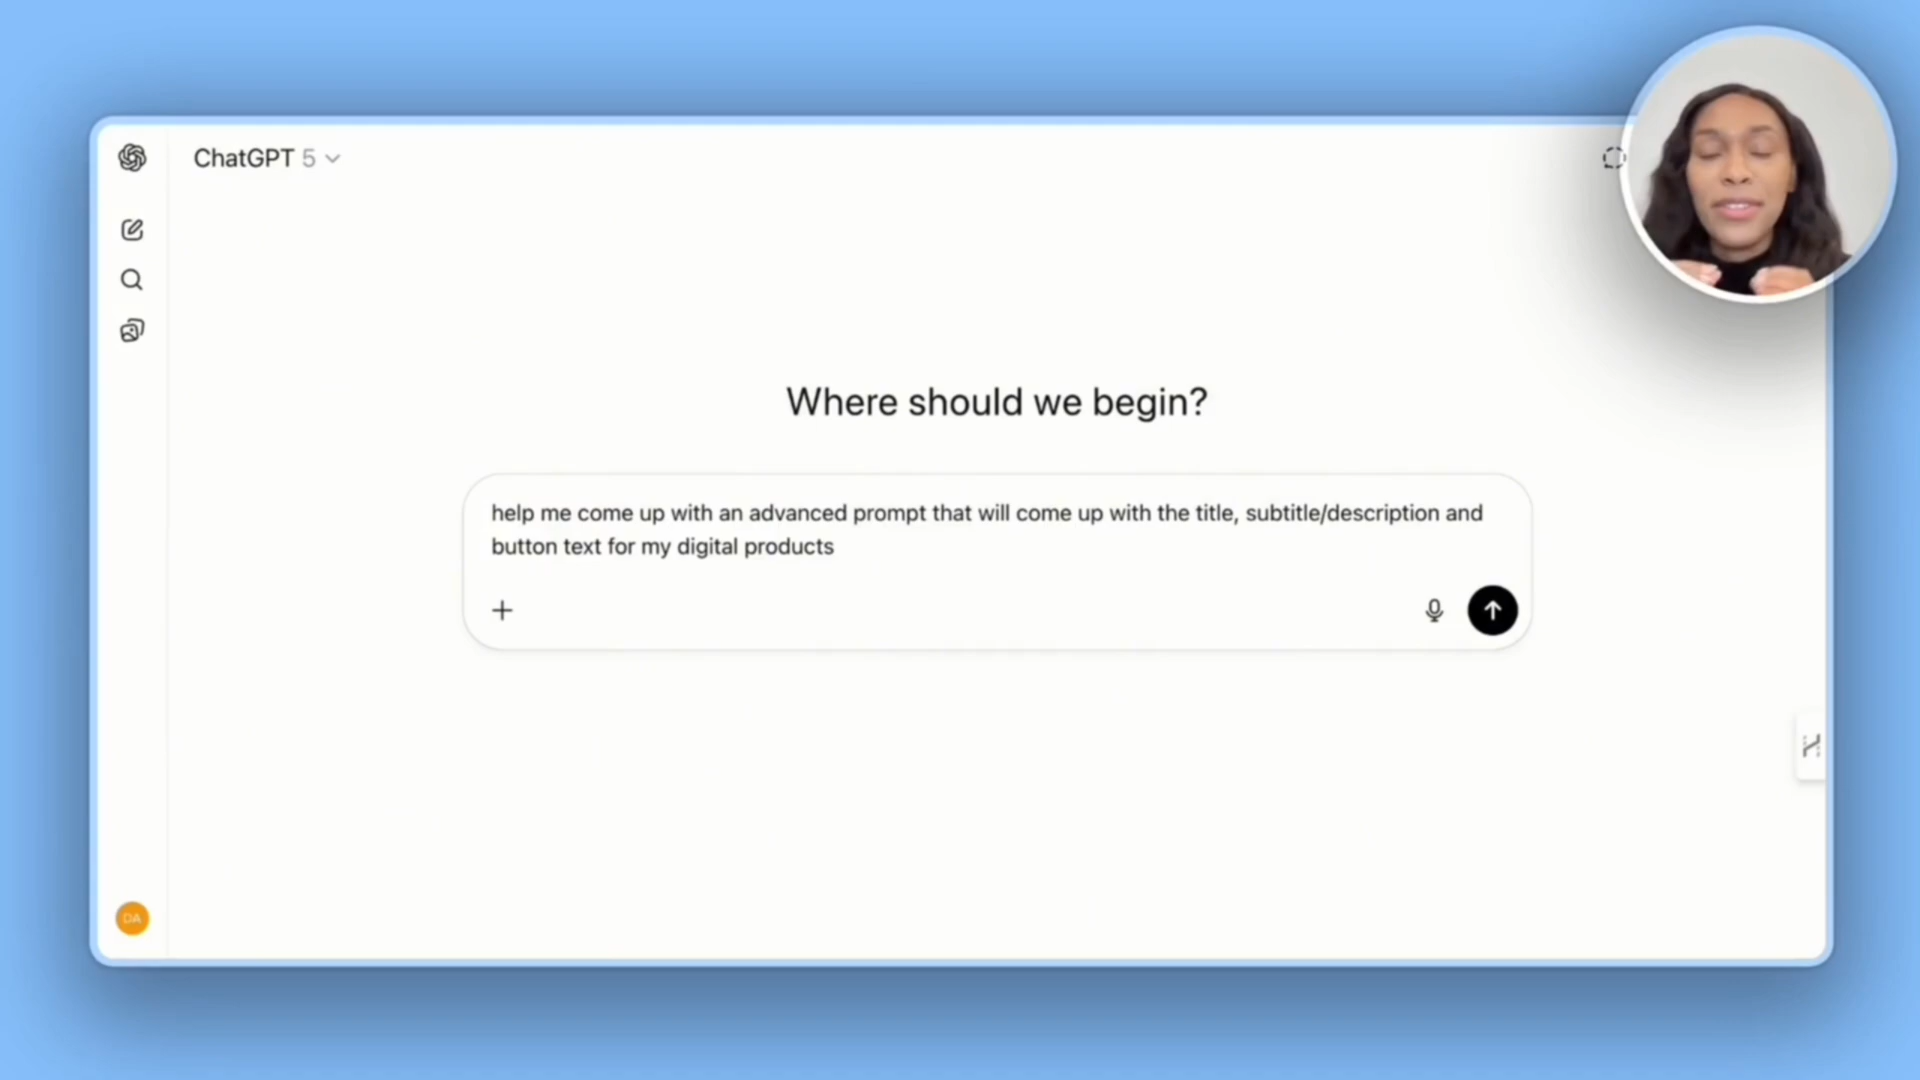 ChatGPT 5
Where should we begin?
help me come up with an advanced prompt that will come up with the title, subtitle/description and
button text for my digital products
DA